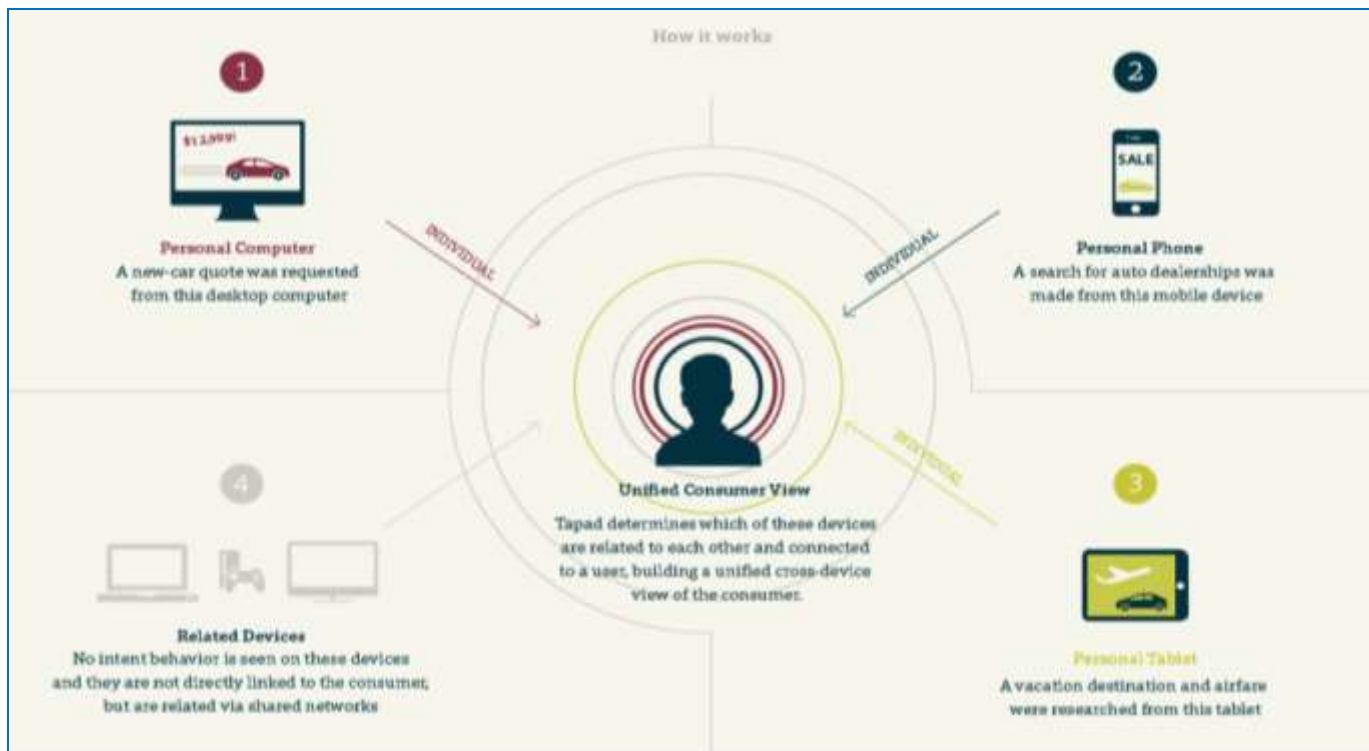 How it works
1
Personal Computer
A new-car quote was requested
from this desktop computer
INDIVIDUAL
2
SALE
Personal Phone
A search for auto dealerships was
made from this mobile device
INDIVIDUAL
Unified Consumer View
Tapad determines which of these devices
are related to each other and connected
to a user, building a unified cross-device
view of the consumer.
3
INDIVIDUAL
Personal Tablet
A vacation destination and airfare
were researched from this tablet
4
Related Devices
No intent behavior is seen on these devices
and they are not directly linked to the consumer,
but are related via shared networks